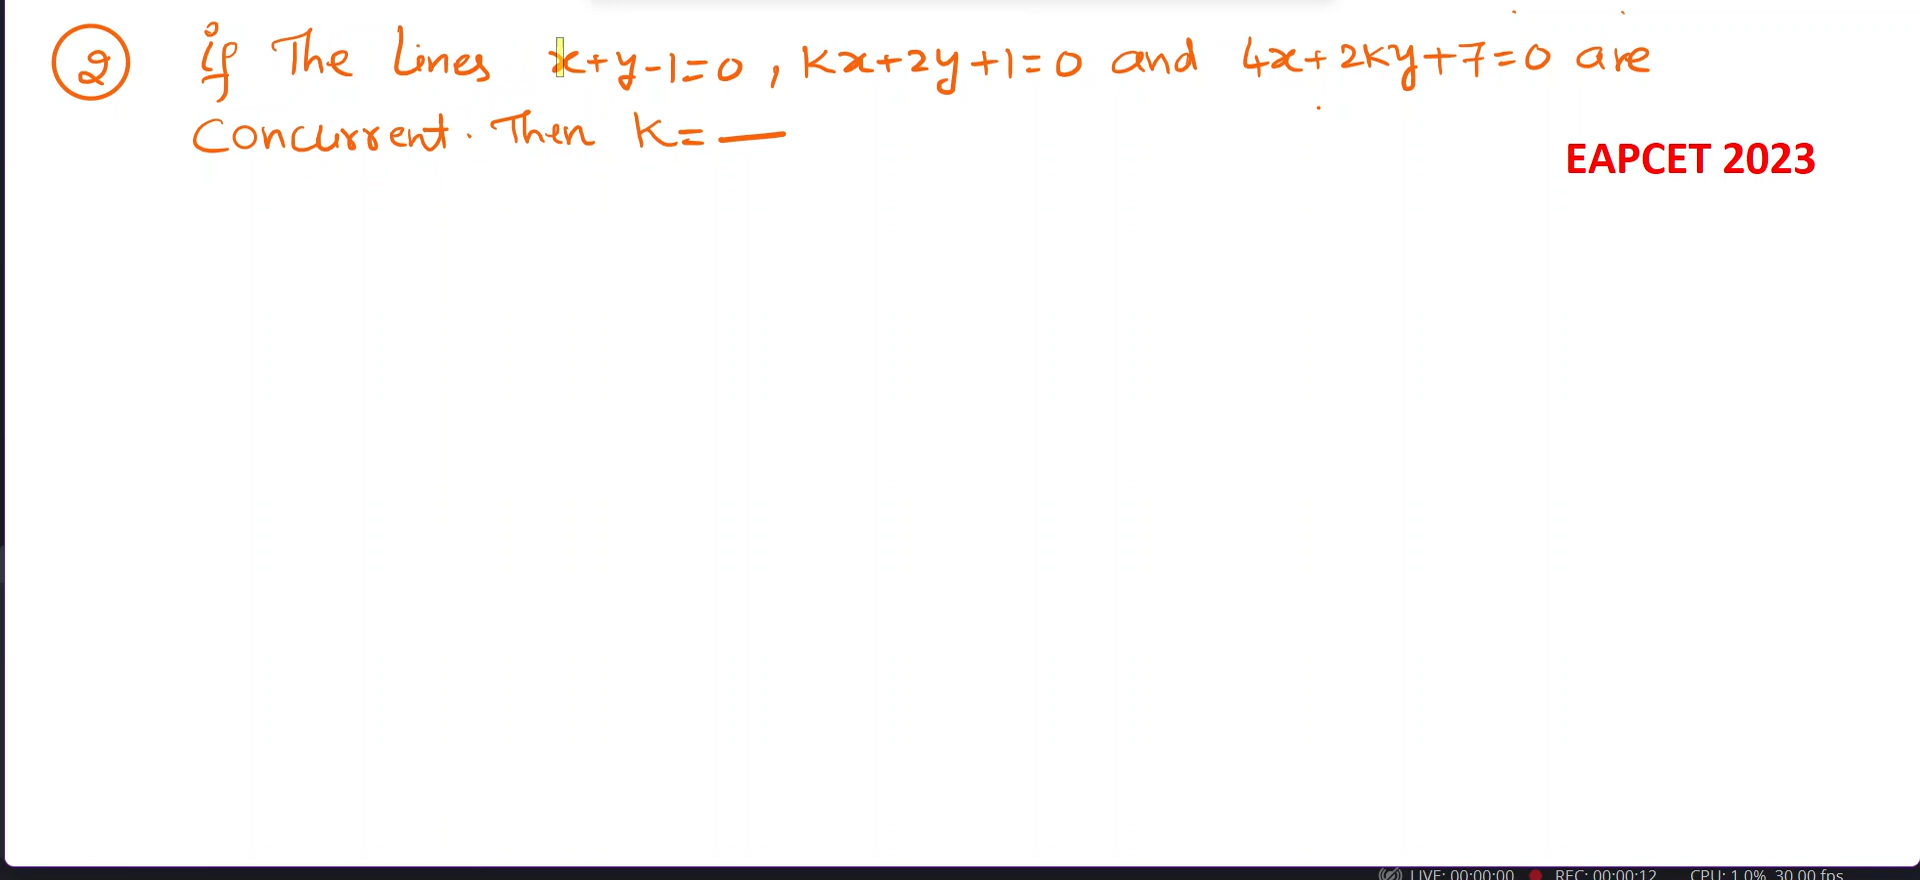 ② if The Lines x+y-1=0, Kx+2y+1=0 and 4x+2Ky+7=0 are
Concurrent. Then K= —
EAPCET 2023
LIVE: 00:00:00 REC: 00:00:12 CPU: 1.0%, 30.00 fps